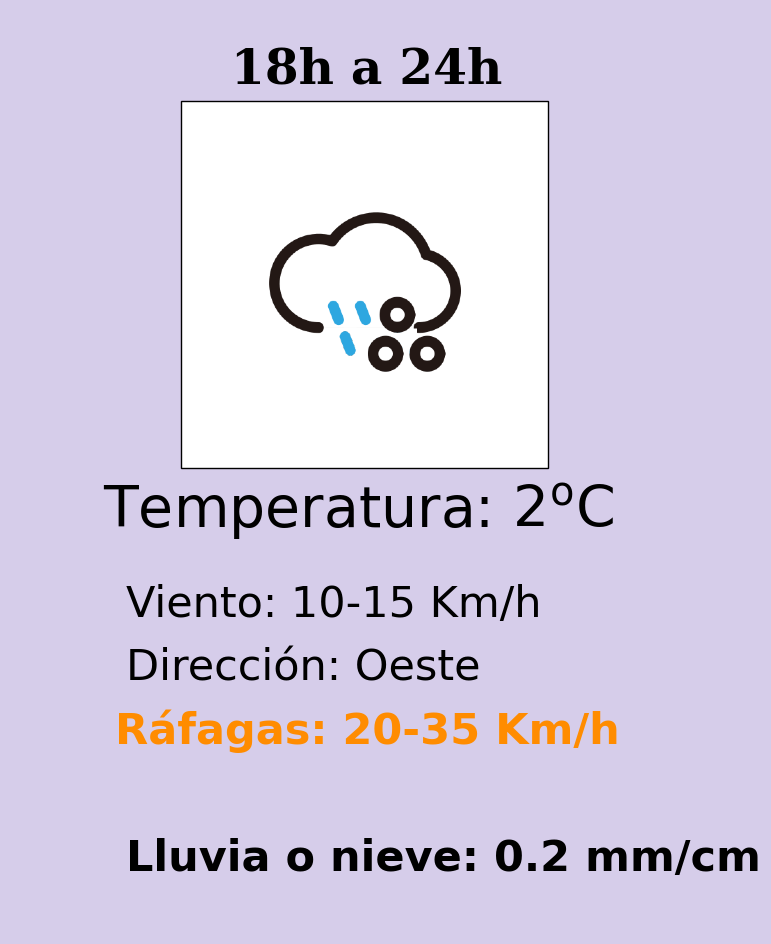 18h a 24h
Temperatura: 2ºC
Viento: 10-15 Km/h
Dirección: Oeste
Ráfagas: 20-35 Km/h
Lluvia o nieve: 0.2 mm/cm